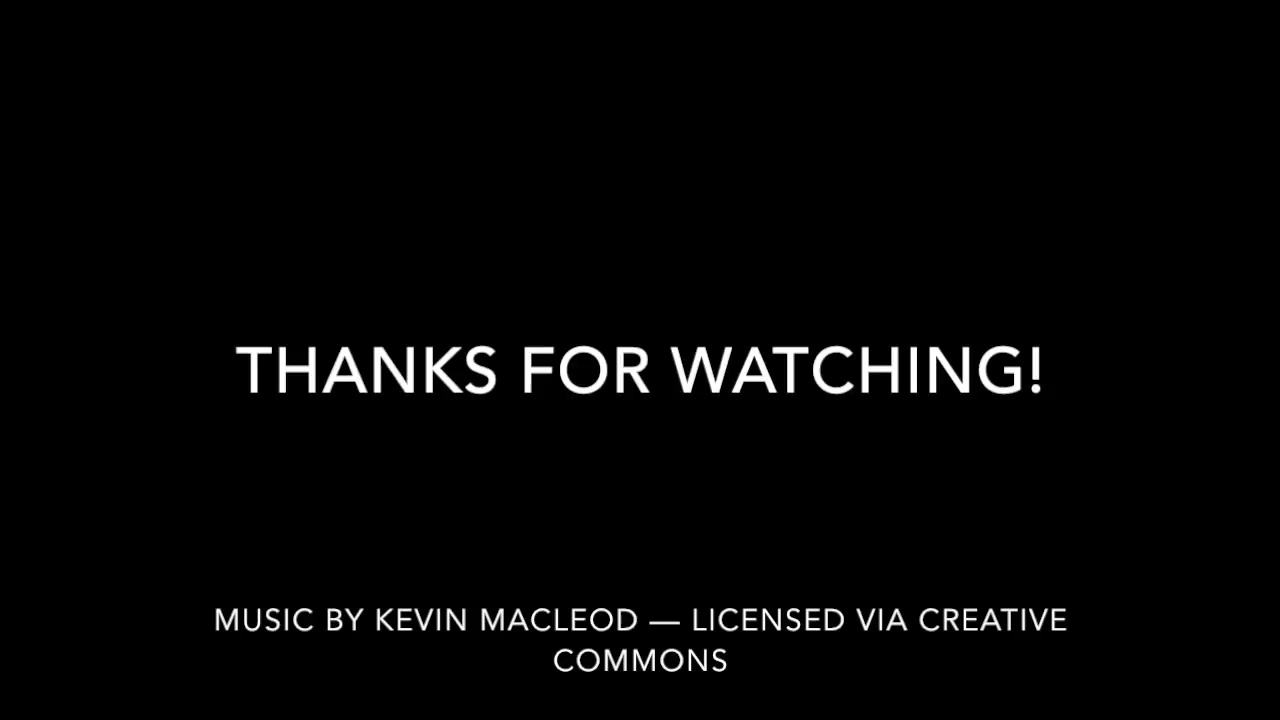 THANKS FOR WATCHING!
MUSIC BY KEVIN MACLEOD — LICENSED VIA CREATIVE
COMMONS